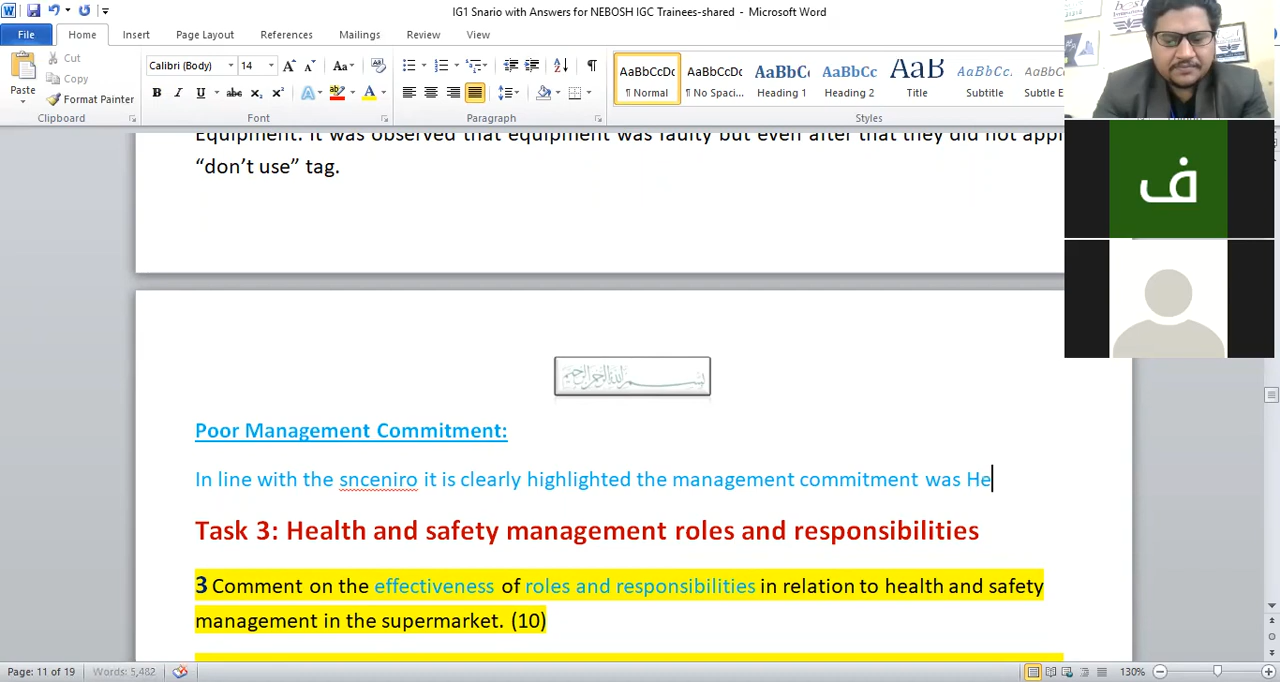 IG1 Snario with Answers for NEBOSH IGC Trainees-shared - Microsoft Word
File Home Insert Page Layout References Mailings Review View
Cut
Copy
Paste
Format Painter
Calibri (Body) 14
AaBbCcDc AaBbCcDc AaBbCc AaBbCc AaB AaBbCc. AaBbCc
¶ Normal ¶ No Spaci... Heading 1 Heading 2 Title Subtitle Subtle E
Clipboard Font Paragraph Styles
Equipment. It was observed that equipment was faulty but even after that they did not appl
“don’t use” tag.
ف
بسم الله الرحمن الرحيم
Poor Management Commitment:
In line with the snceniro it is clearly highlighted the management commitment was He
Task 3: Health and safety management roles and responsibilities
3 Comment on the effectiveness of roles and responsibilities in relation to health and safety
management in the supermarket. (10)
Page: 11 of 19 Words: 5,482 130%